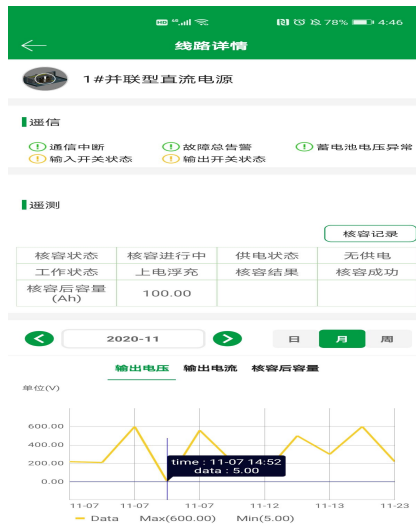 78% 4:46
线路详情
1#并联型直流电源
遥信
通信中断 故障总告警 蓄电池电压异常
输入开关状态 输出开关状态
遥测
核容记录
核容状态 核容进行中 供电状态 无供电
工作状态 上电浮充 核容结果 核容成功
核容后容量(Ah) 100.00
2020-11 日 月 周
输出电压 输出电流 核容后容量
单位(V)
600.00
400.00
200.00
0.00
time : 11-07 14:52
data : 5.00
11-07 11-07 11-07 11-12 11-13 11-23
Data Max(600.00) Min(5.00)